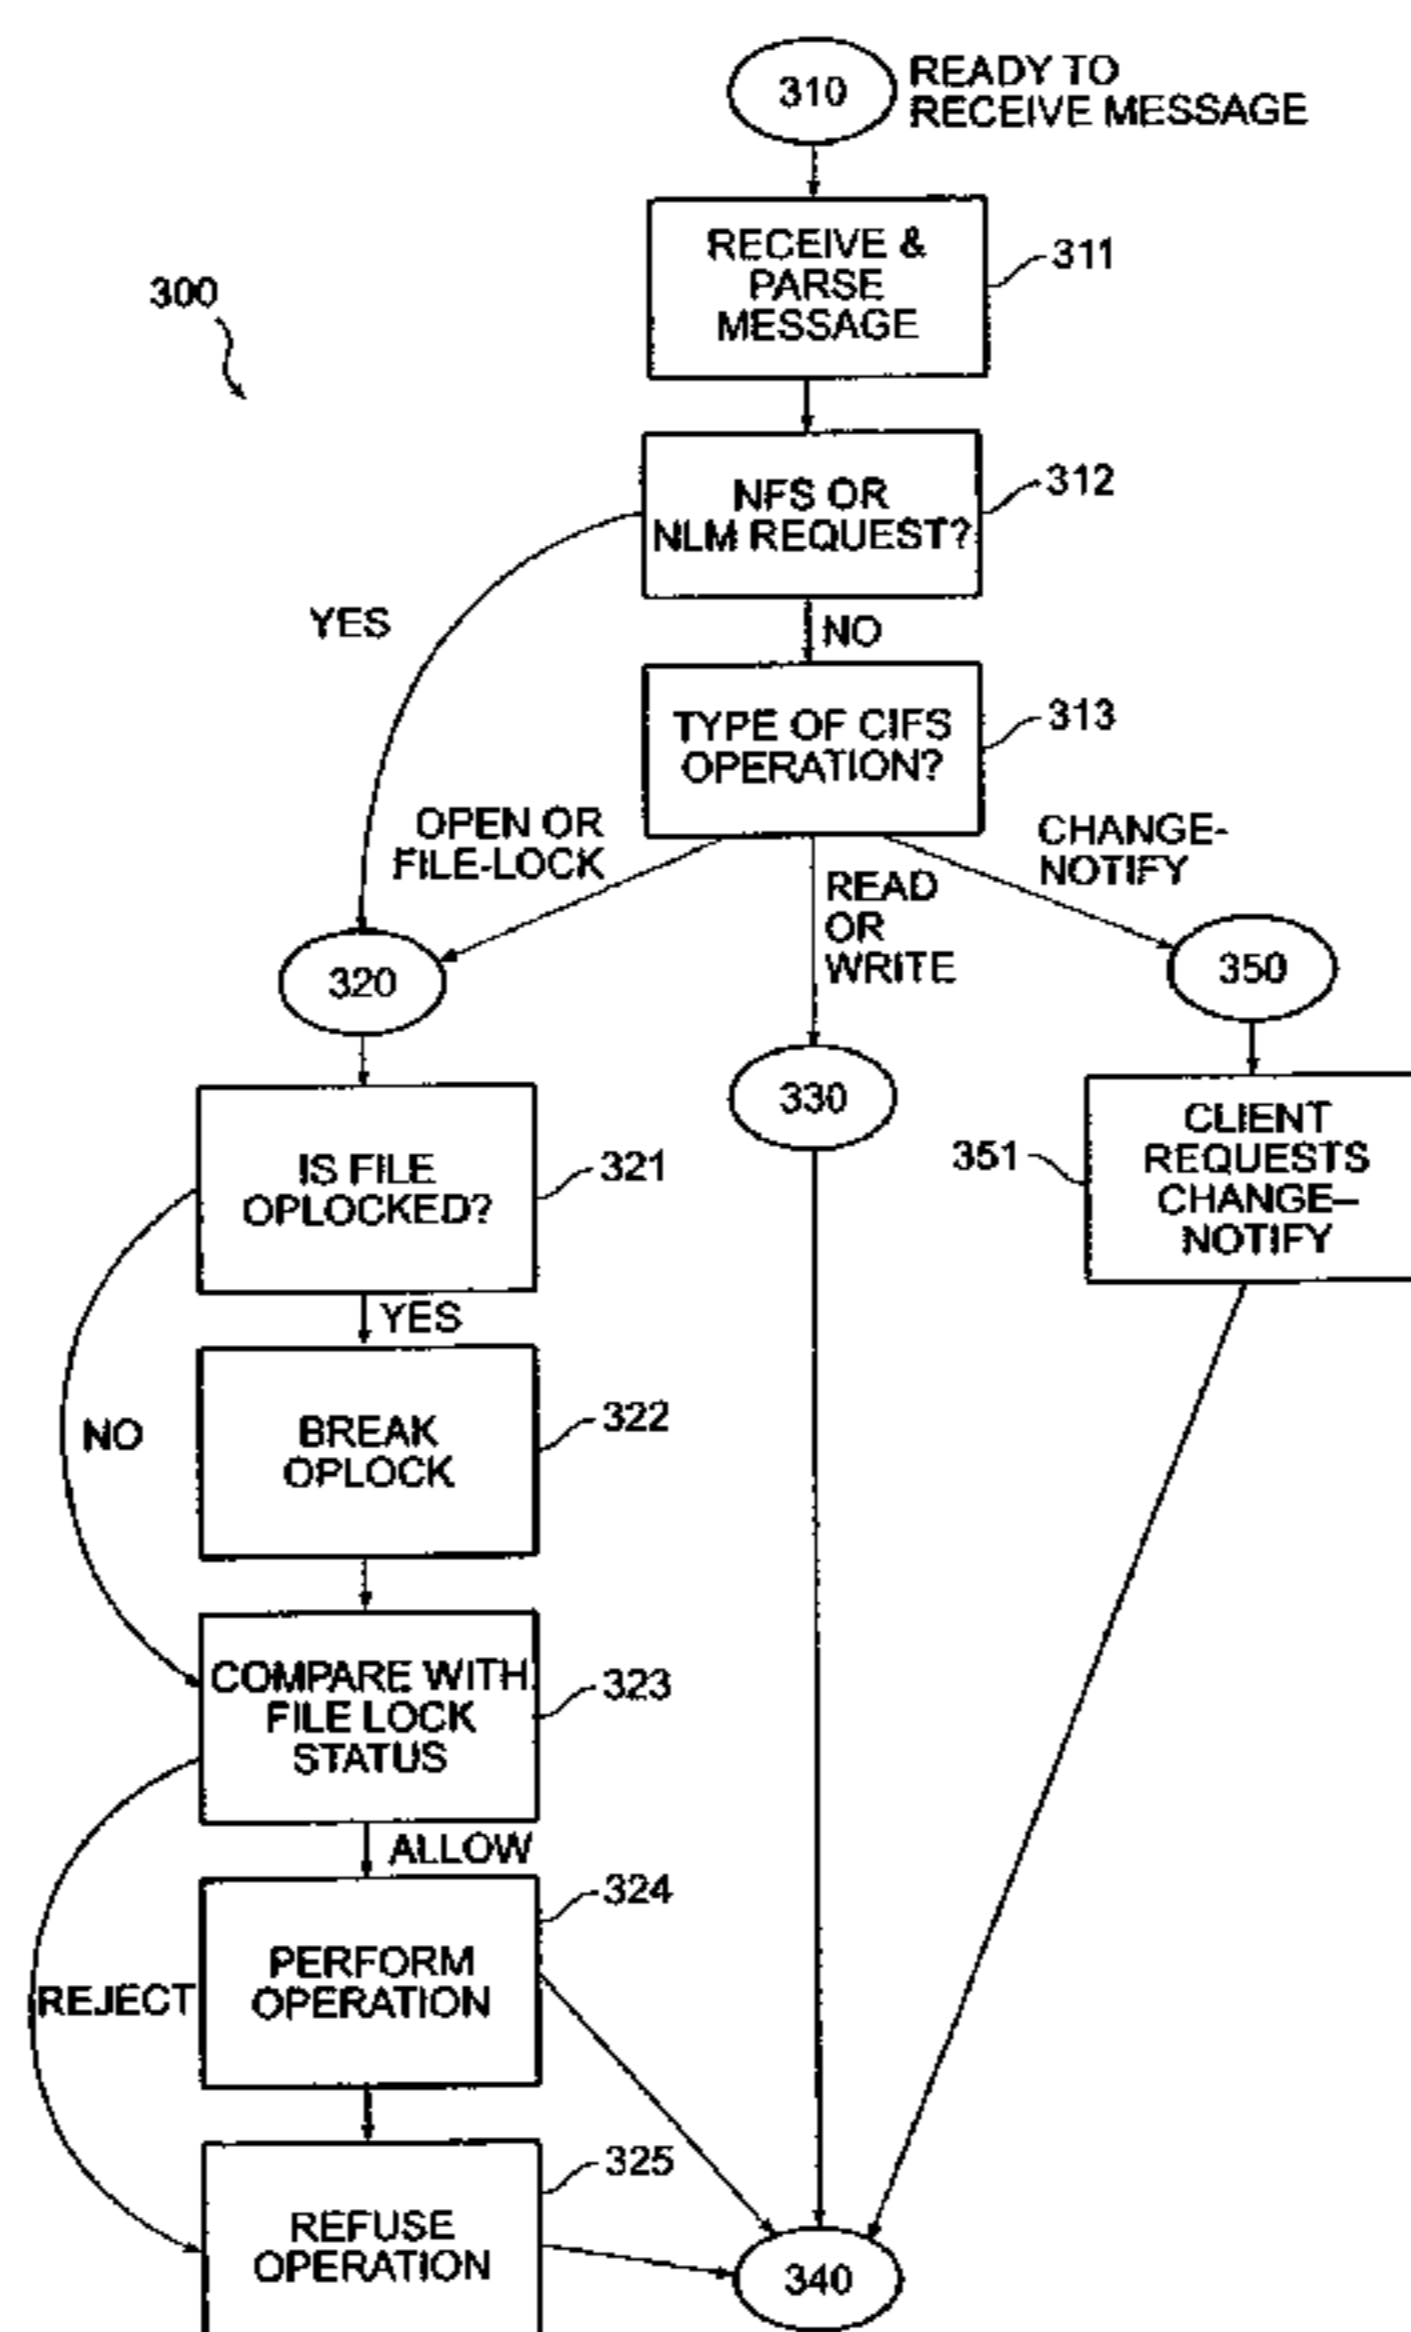 310
READY TO
RECEIVE MESSAGE
RECEIVE &
PARSE
MESSAGE
311
300
NFS OR
NLM REQUEST?
312
YES
NO
TYPE OF CIFS
OPERATION?
313
OPEN OR
FILE-LOCK
READ
OR
WRITE
CHANGE-
NOTIFY
320
330
350
IS FILE
OPLOCKED?
321
351
CLIENT
REQUESTS
CHANGE–
NOTIFY
YES
NO
BREAK
OPLOCK
322
COMPARE WITH
FILE LOCK
STATUS
323
ALLOW
REJECT
PERFORM
OPERATION
324
REFUSE
OPERATION
325
340